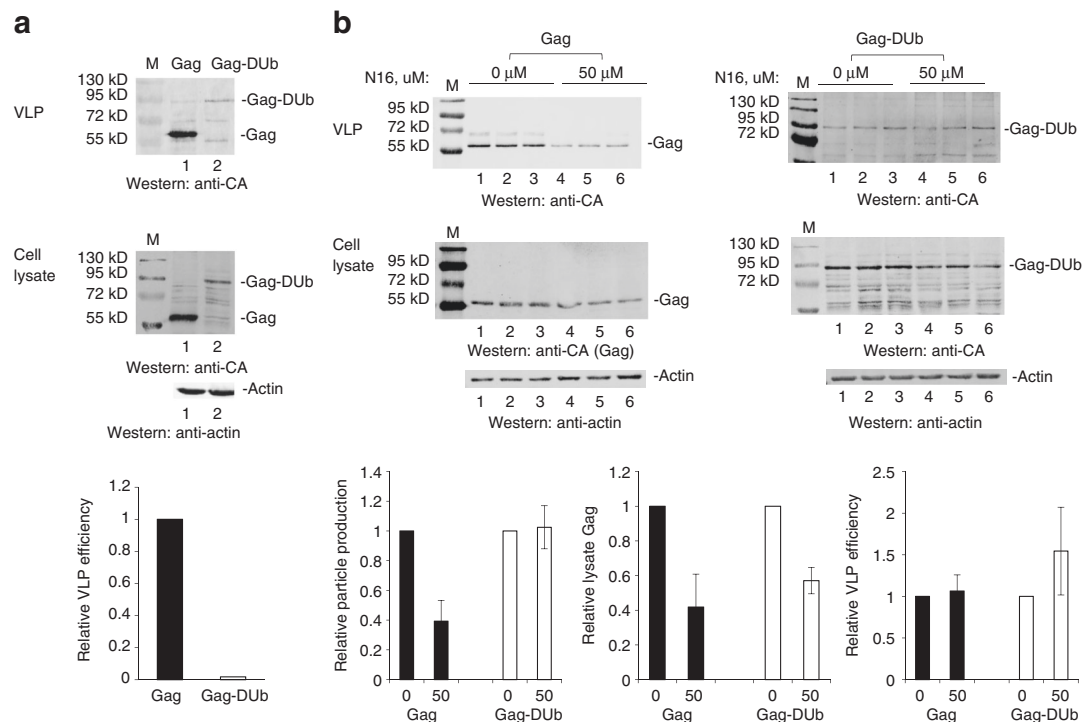 a
M Gag Gag-DUb
130 kD
95 kD
72 kD
55 kD
VLP
-Gag-DUb
-Gag
1 2
Western: anti-CA
Cell
lysate
M
130 kD
95 kD
72 kD
55 kD
-Gag-DUb
-Gag
1 2
Western: anti-CA
-Actin
1 2
Western: anti-actin
Relative VLP efficiency
1.2
1
0.8
0.6
0.4
0.2
0
Gag Gag-DUb
b
Gag
N16, uM: M 0 µM 50 µM
VLP
95 kD
72 kD
55 kD
-Gag
1 2 3 4 5 6
Western: anti-CA
Cell
lysate
M
95 kD
72 kD
55 kD
-Gag
1 2 3 4 5 6
Western: anti-CA (Gag)
-Actin
1 2 3 4 5 6
Western: anti-actin
Gag-DUb
M 0 µM 50 µM
130 kD
95 kD
72 kD
-Gag-DUb
1 2 3 4 5 6
Western: anti-CA
130 kD
95 kD
72 kD
-Gag-DUb
1 2 3 4 5 6
Western: anti-CA
-Actin
1 2 3 4 5 6
Western: anti-actin
Relative particle production
1.4
1.2
1
0.8
0.6
0.4
0.2
0
0 50 0 50
Gag Gag-DUb
Relative lysate Gag
1.2
1
0.8
0.6
0.4
0.2
0
0 50 0 50
Gag Gag-DUb
Relative VLP efficiency
2.5
2
1.5
1
0.5
0
0 50 0 50
Gag Gag-DUb